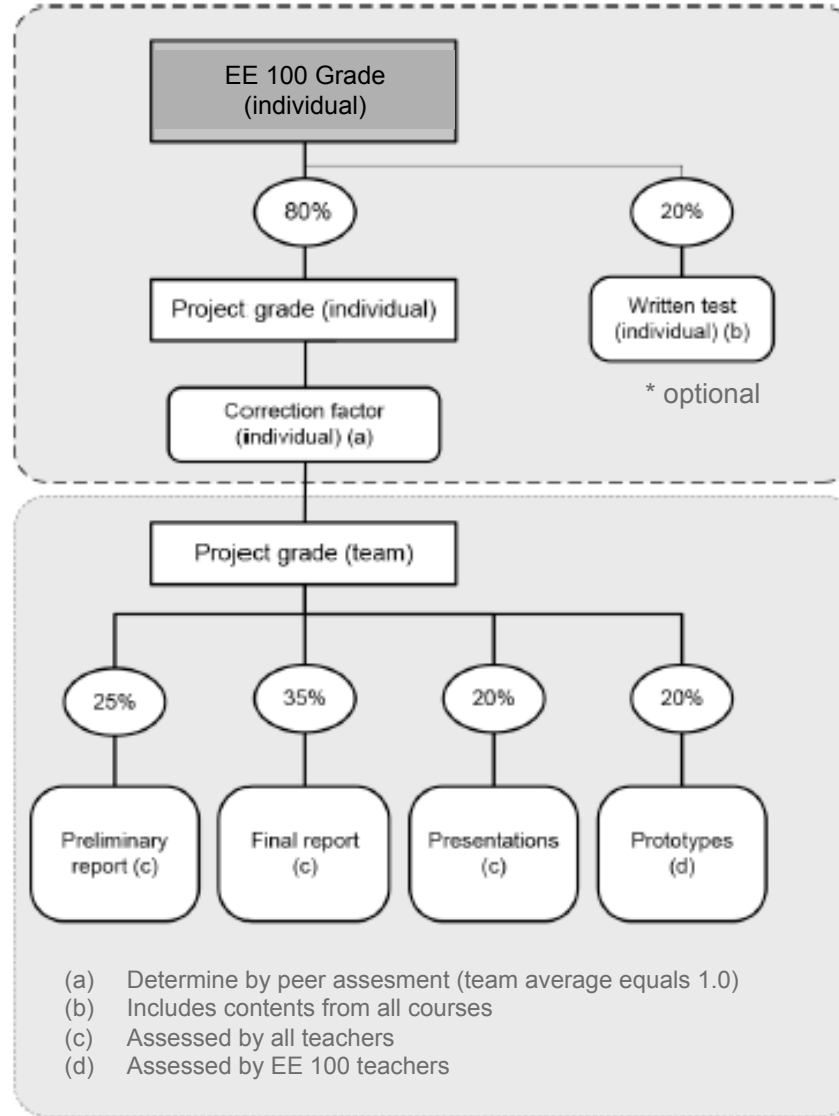 EE 100 Grade
(individual)
80%
20%
Project grade (individual)
Written test
(individual) (b)
* optional
Correction factor
(individual) (a)
Project grade (team)
25%
35%
20%
20%
Preliminary
report (c)
Final report
(c)
Presentations
(c)
Prototypes
(d)
(a) Determine by peer assesment (team average equals 1.0)
(b) Includes contents from all courses
(c) Assessed by all teachers
(d) Assessed by EE 100 teachers